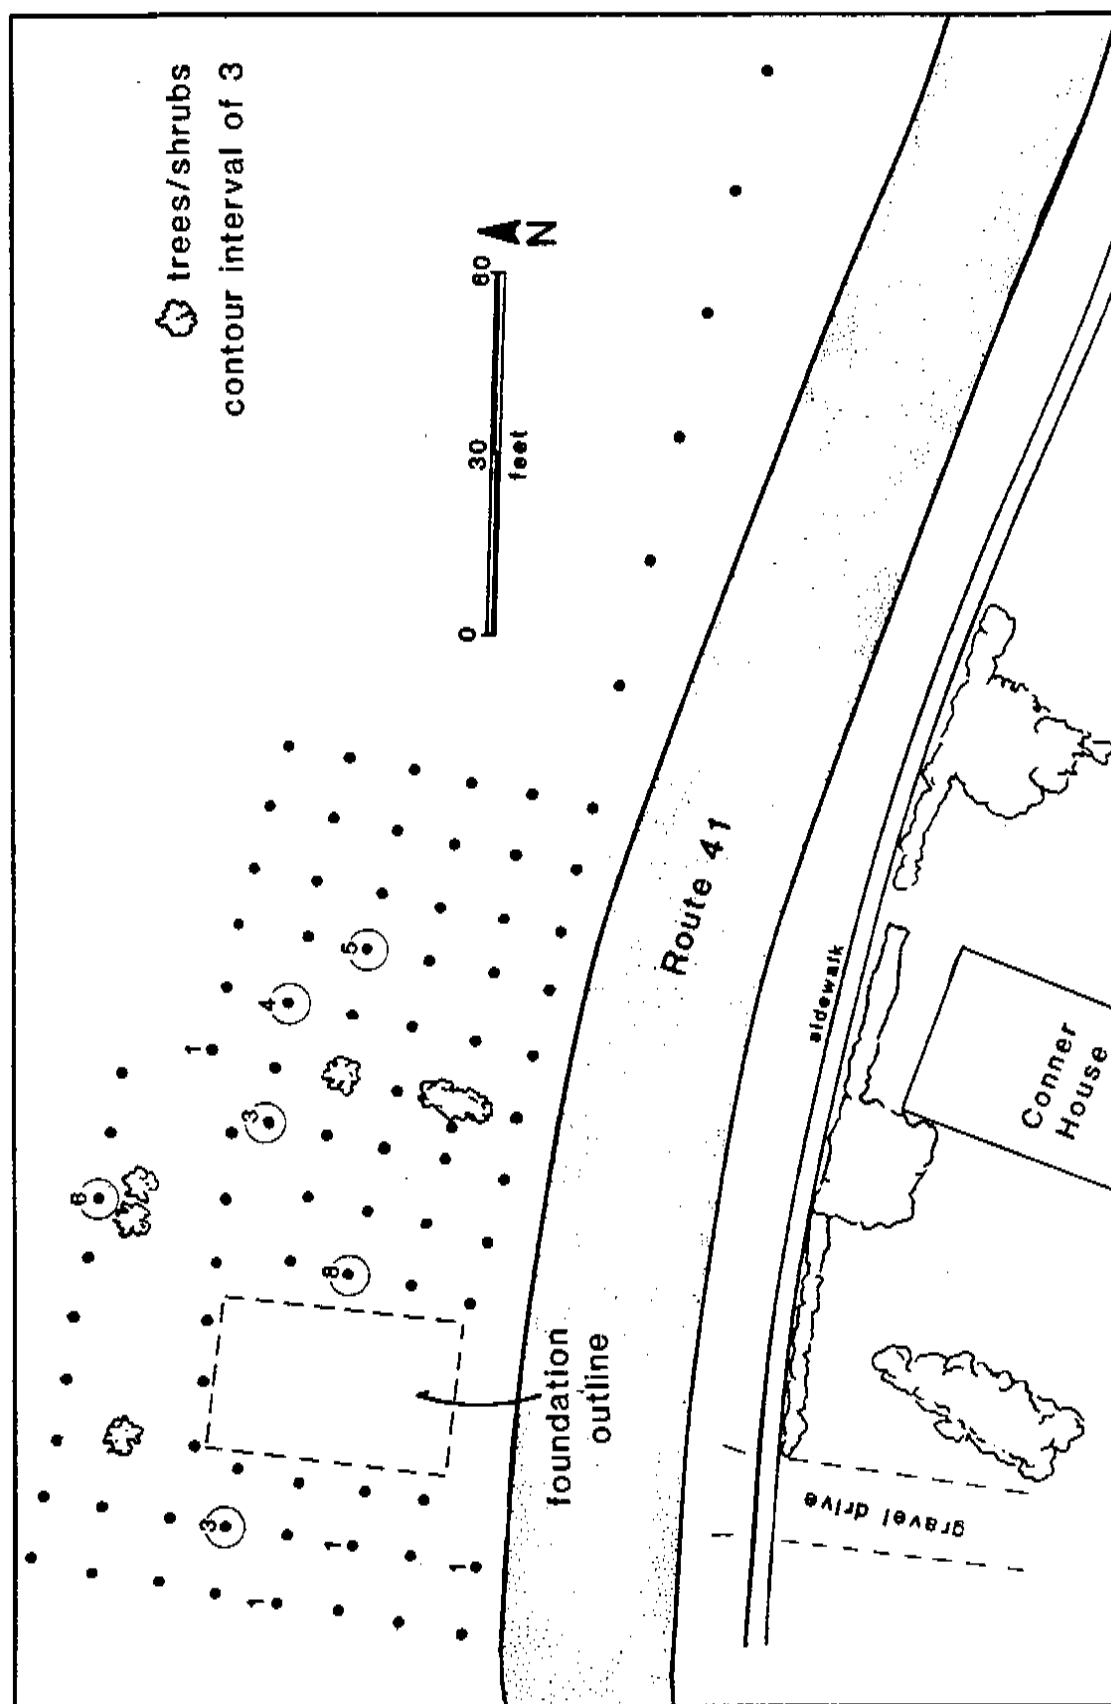 trees/shrubs
contour interval of 3
0 30 60
feet
N
1
5
4
3
6
8
3
1
1
1
Route 41
sidewalk
Conner
House
foundation
outline
gravel drive